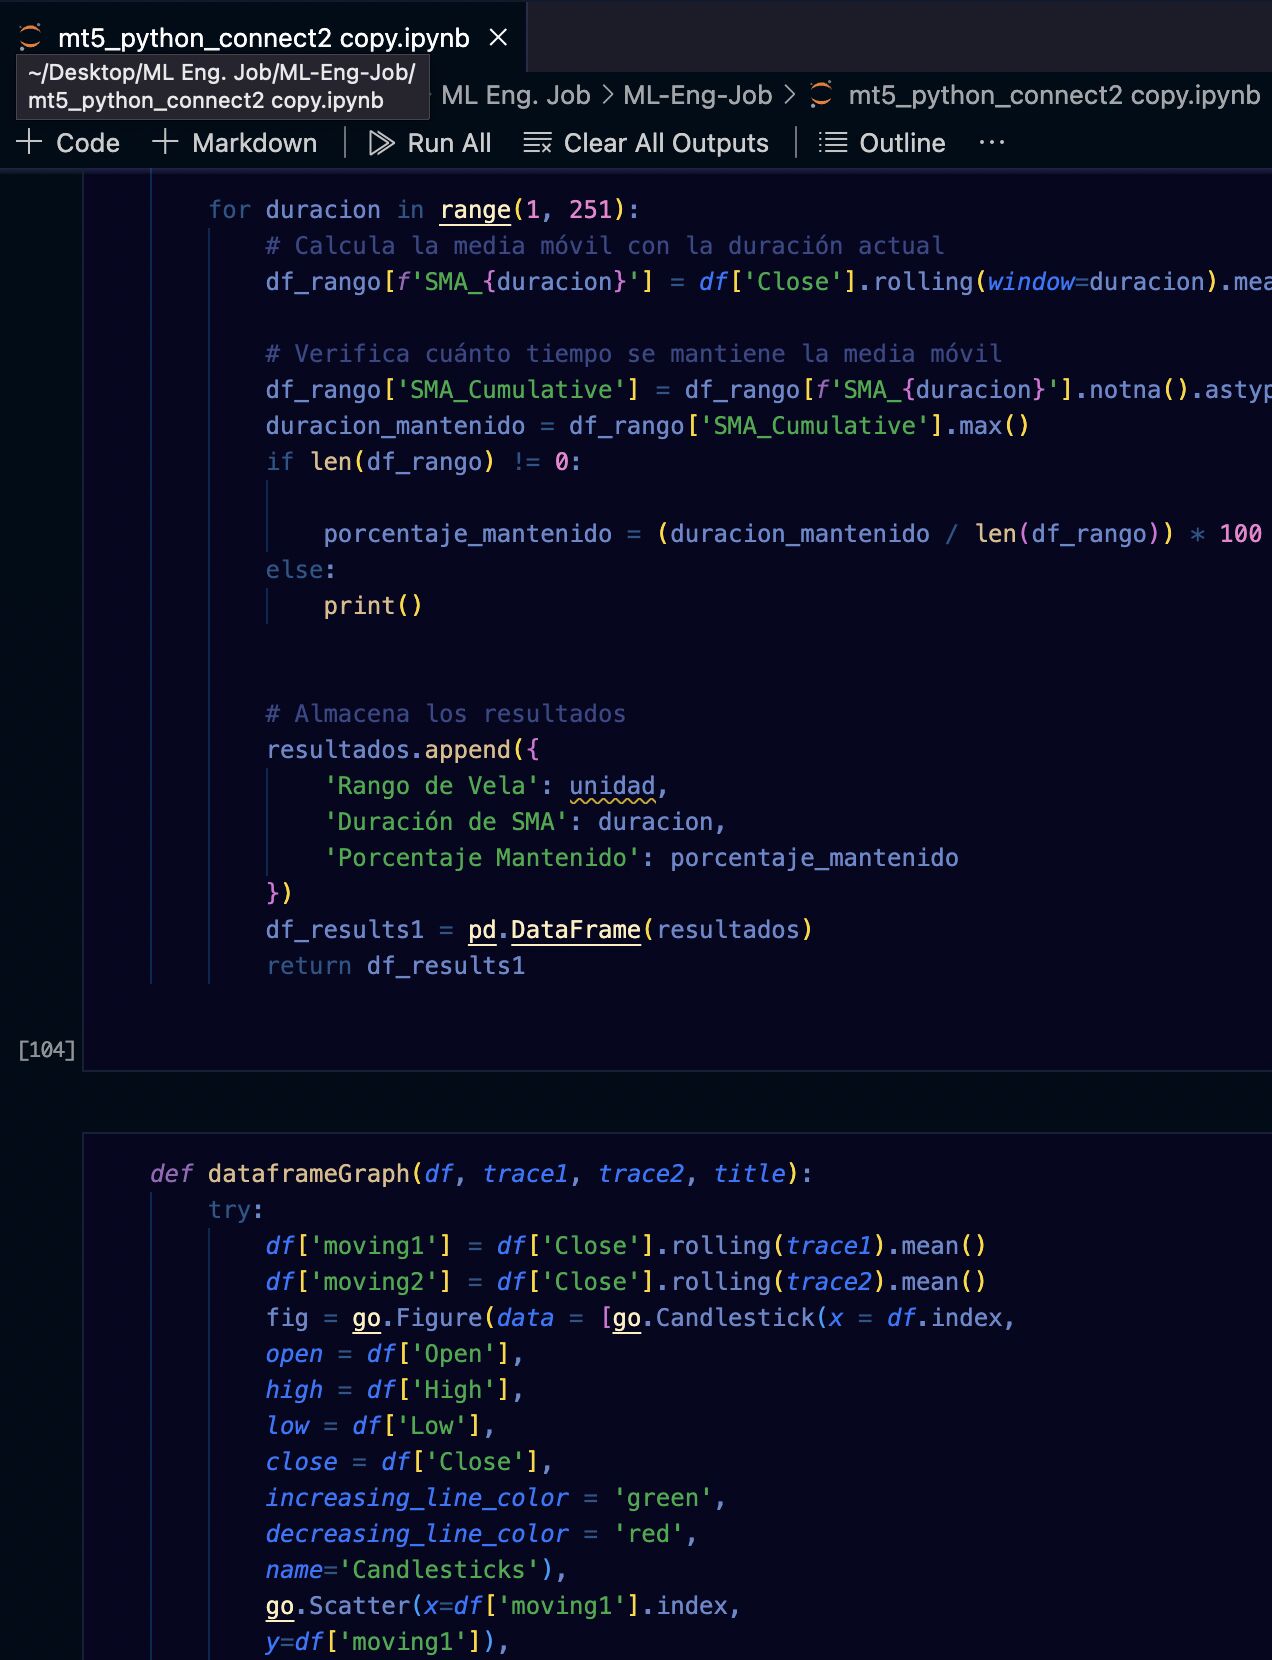 mt5_python_connect2 copy.ipynb
~/Desktop/ML Eng. Job/ML-Eng-Job/
mt5_python_connect2 copy.ipynb
ML Eng. Job > ML-Eng-Job > mt5_python_connect2 copy.ipynb
+ Code + Markdown | Run All Clear All Outputs | Outline ...
for duracion in range(1, 251):
# Calcula la media móvil con la duración actual
df_rango[f'SMA_{duracion}'] = df['Close'].rolling(window=duracion).mea
# Verifica cuánto tiempo se mantiene la media móvil
df_rango['SMA_Cumulative'] = df_rango[f'SMA_{duracion}'].notna().astyp
duracion_mantenido = df_rango['SMA_Cumulative'].max()
if len(df_rango) != 0:
porcentaje_mantenido = (duracion_mantenido / len(df_rango)) * 100
else:
print()
# Almacena los resultados
resultados.append({
'Rango de Vela': unidad,
'Duración de SMA': duracion,
'Porcentaje Mantenido': porcentaje_mantenido
})
df_results1 = pd.DataFrame(resultados)
return df_results1
[104]
def dataframeGraph(df, trace1, trace2, title):
try:
df['moving1'] = df['Close'].rolling(trace1).mean()
df['moving2'] = df['Close'].rolling(trace2).mean()
fig = go.Figure(data = [go.Candlestick(x = df.index,
open = df['Open'],
high = df['High'],
low = df['Low'],
close = df['Close'],
increasing_line_color = 'green',
decreasing_line_color = 'red',
name='Candlesticks'),
go.Scatter(x=df['moving1'].index,
y=df['moving1']),